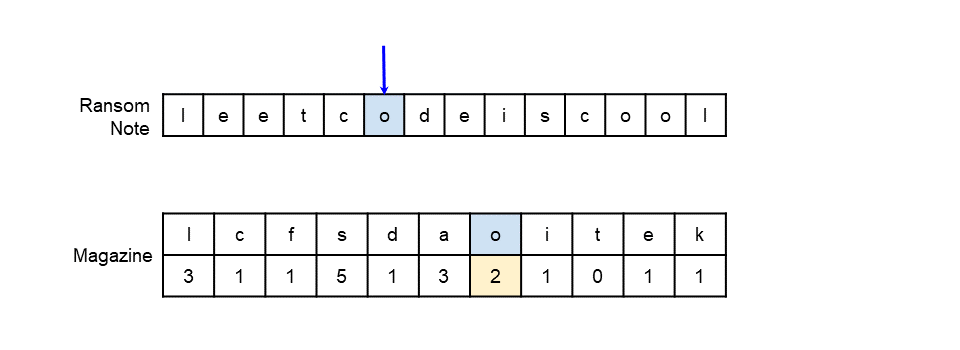 Ransom Note
l e e t c o d e i s c o o l
Magazine
l c f s d a o i t e k
3 1 1 5 1 3 2 1 0 1 1